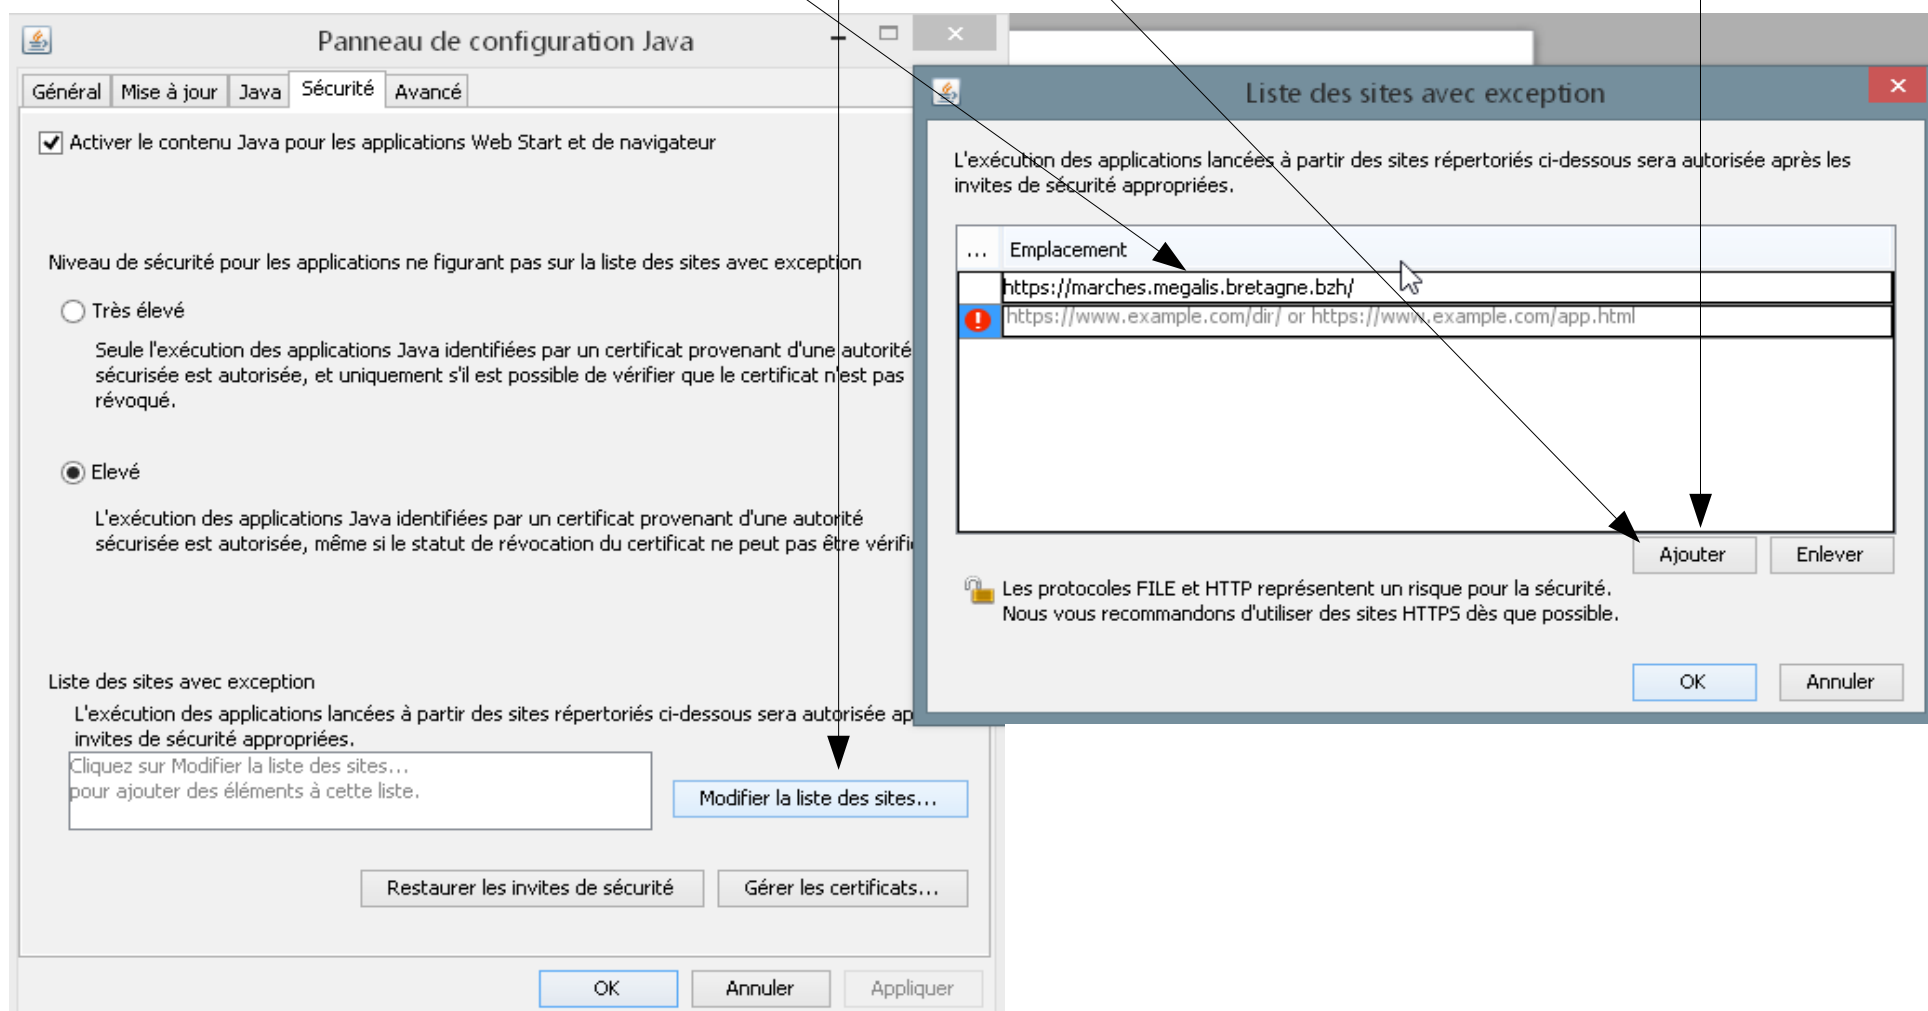 Panneau de configuration Java
Général Mise à jour Java Sécurité Avancé
Activer le contenu Java pour les applications Web Start et de navigateur
Niveau de sécurité pour les applications ne figurant pas sur la liste des sites avec exception
Très élevé
Seule l'exécution des applications Java identifiées par un certificat provenant d'une autorité
sécurisée est autorisée, et uniquement s'il est possible de vérifier que le certificat n'est pas
révoqué.
Elevé
L'exécution des applications Java identifiées par un certificat provenant d'une autorité
sécurisée est autorisée, même si le statut de révocation du certificat ne peut pas être vérifi
Liste des sites avec exception
L'exécution des applications lancées à partir des sites répertoriés ci-dessous sera autorisée ap
invites de sécurité appropriées.
Cliquez sur Modifier la liste des sites...
pour ajouter des éléments à cette liste.
Modifier la liste des sites...
Restaurer les invites de sécurité Gérer les certificats...
OK Annuler Appliquer
Liste des sites avec exception
L'exécution des applications lancées à partir des sites répertoriés ci-dessous sera autorisée après les
invites de sécurité appropriées.
... Emplacement
https://marches.megalis.bretagne.bzh/
https://www.example.com/dir/ or https://www.example.com/app.html
Ajouter Enlever
Les protocoles FILE et HTTP représentent un risque pour la sécurité.
Nous vous recommandons d'utiliser des sites HTTPS dès que possible.
OK Annuler